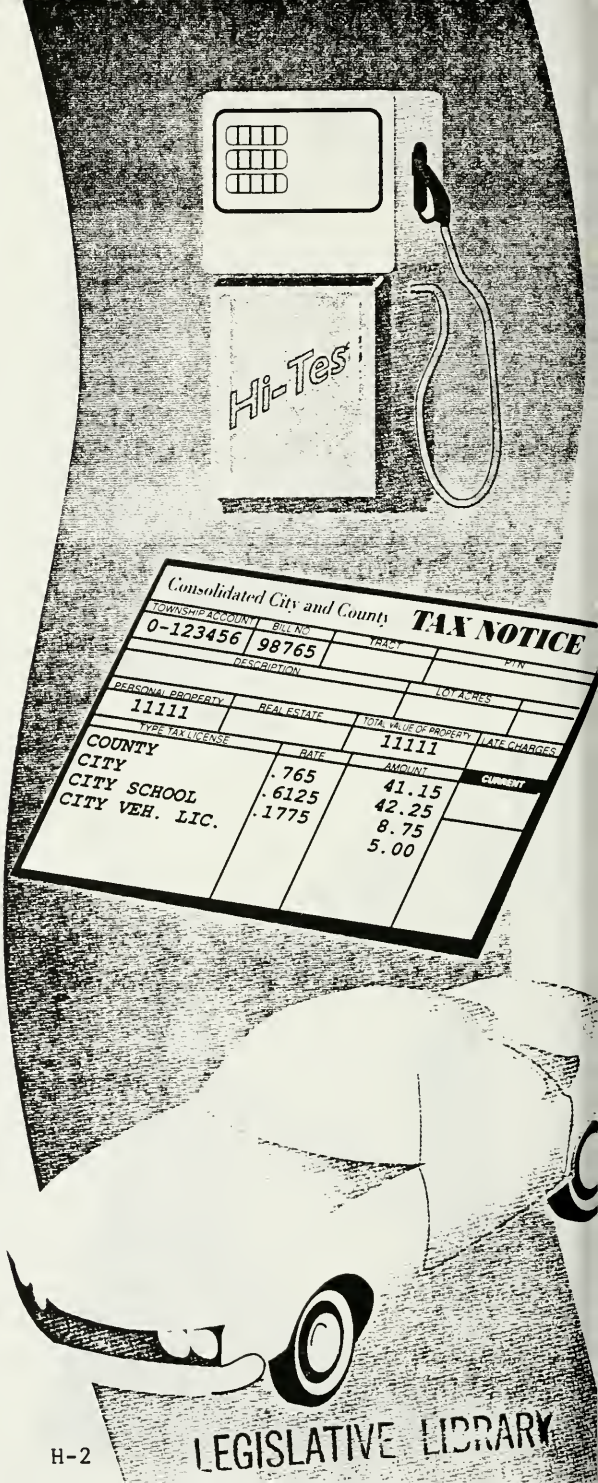 Hi-Tes
Consolidated City and County TAX NOTICE
TOWNSHIP ACCOUNT BILL NO TRACT PTN
0-123456 98765
DESCRIPTION LOT ACRES
PERSONAL PROPERTY REAL ESTATE TOTAL VALUE OF PROPERTY LATE CHARGES
11111 11111
TYPE TAX LICENSE RATE AMOUNT CURRENT
COUNTY .765 41.15
CITY .6125 42.25
CITY SCHOOL .1775 8.75
CITY VEH. LIC. 5.00
H-2 LEGISLATIVE LIBRARY